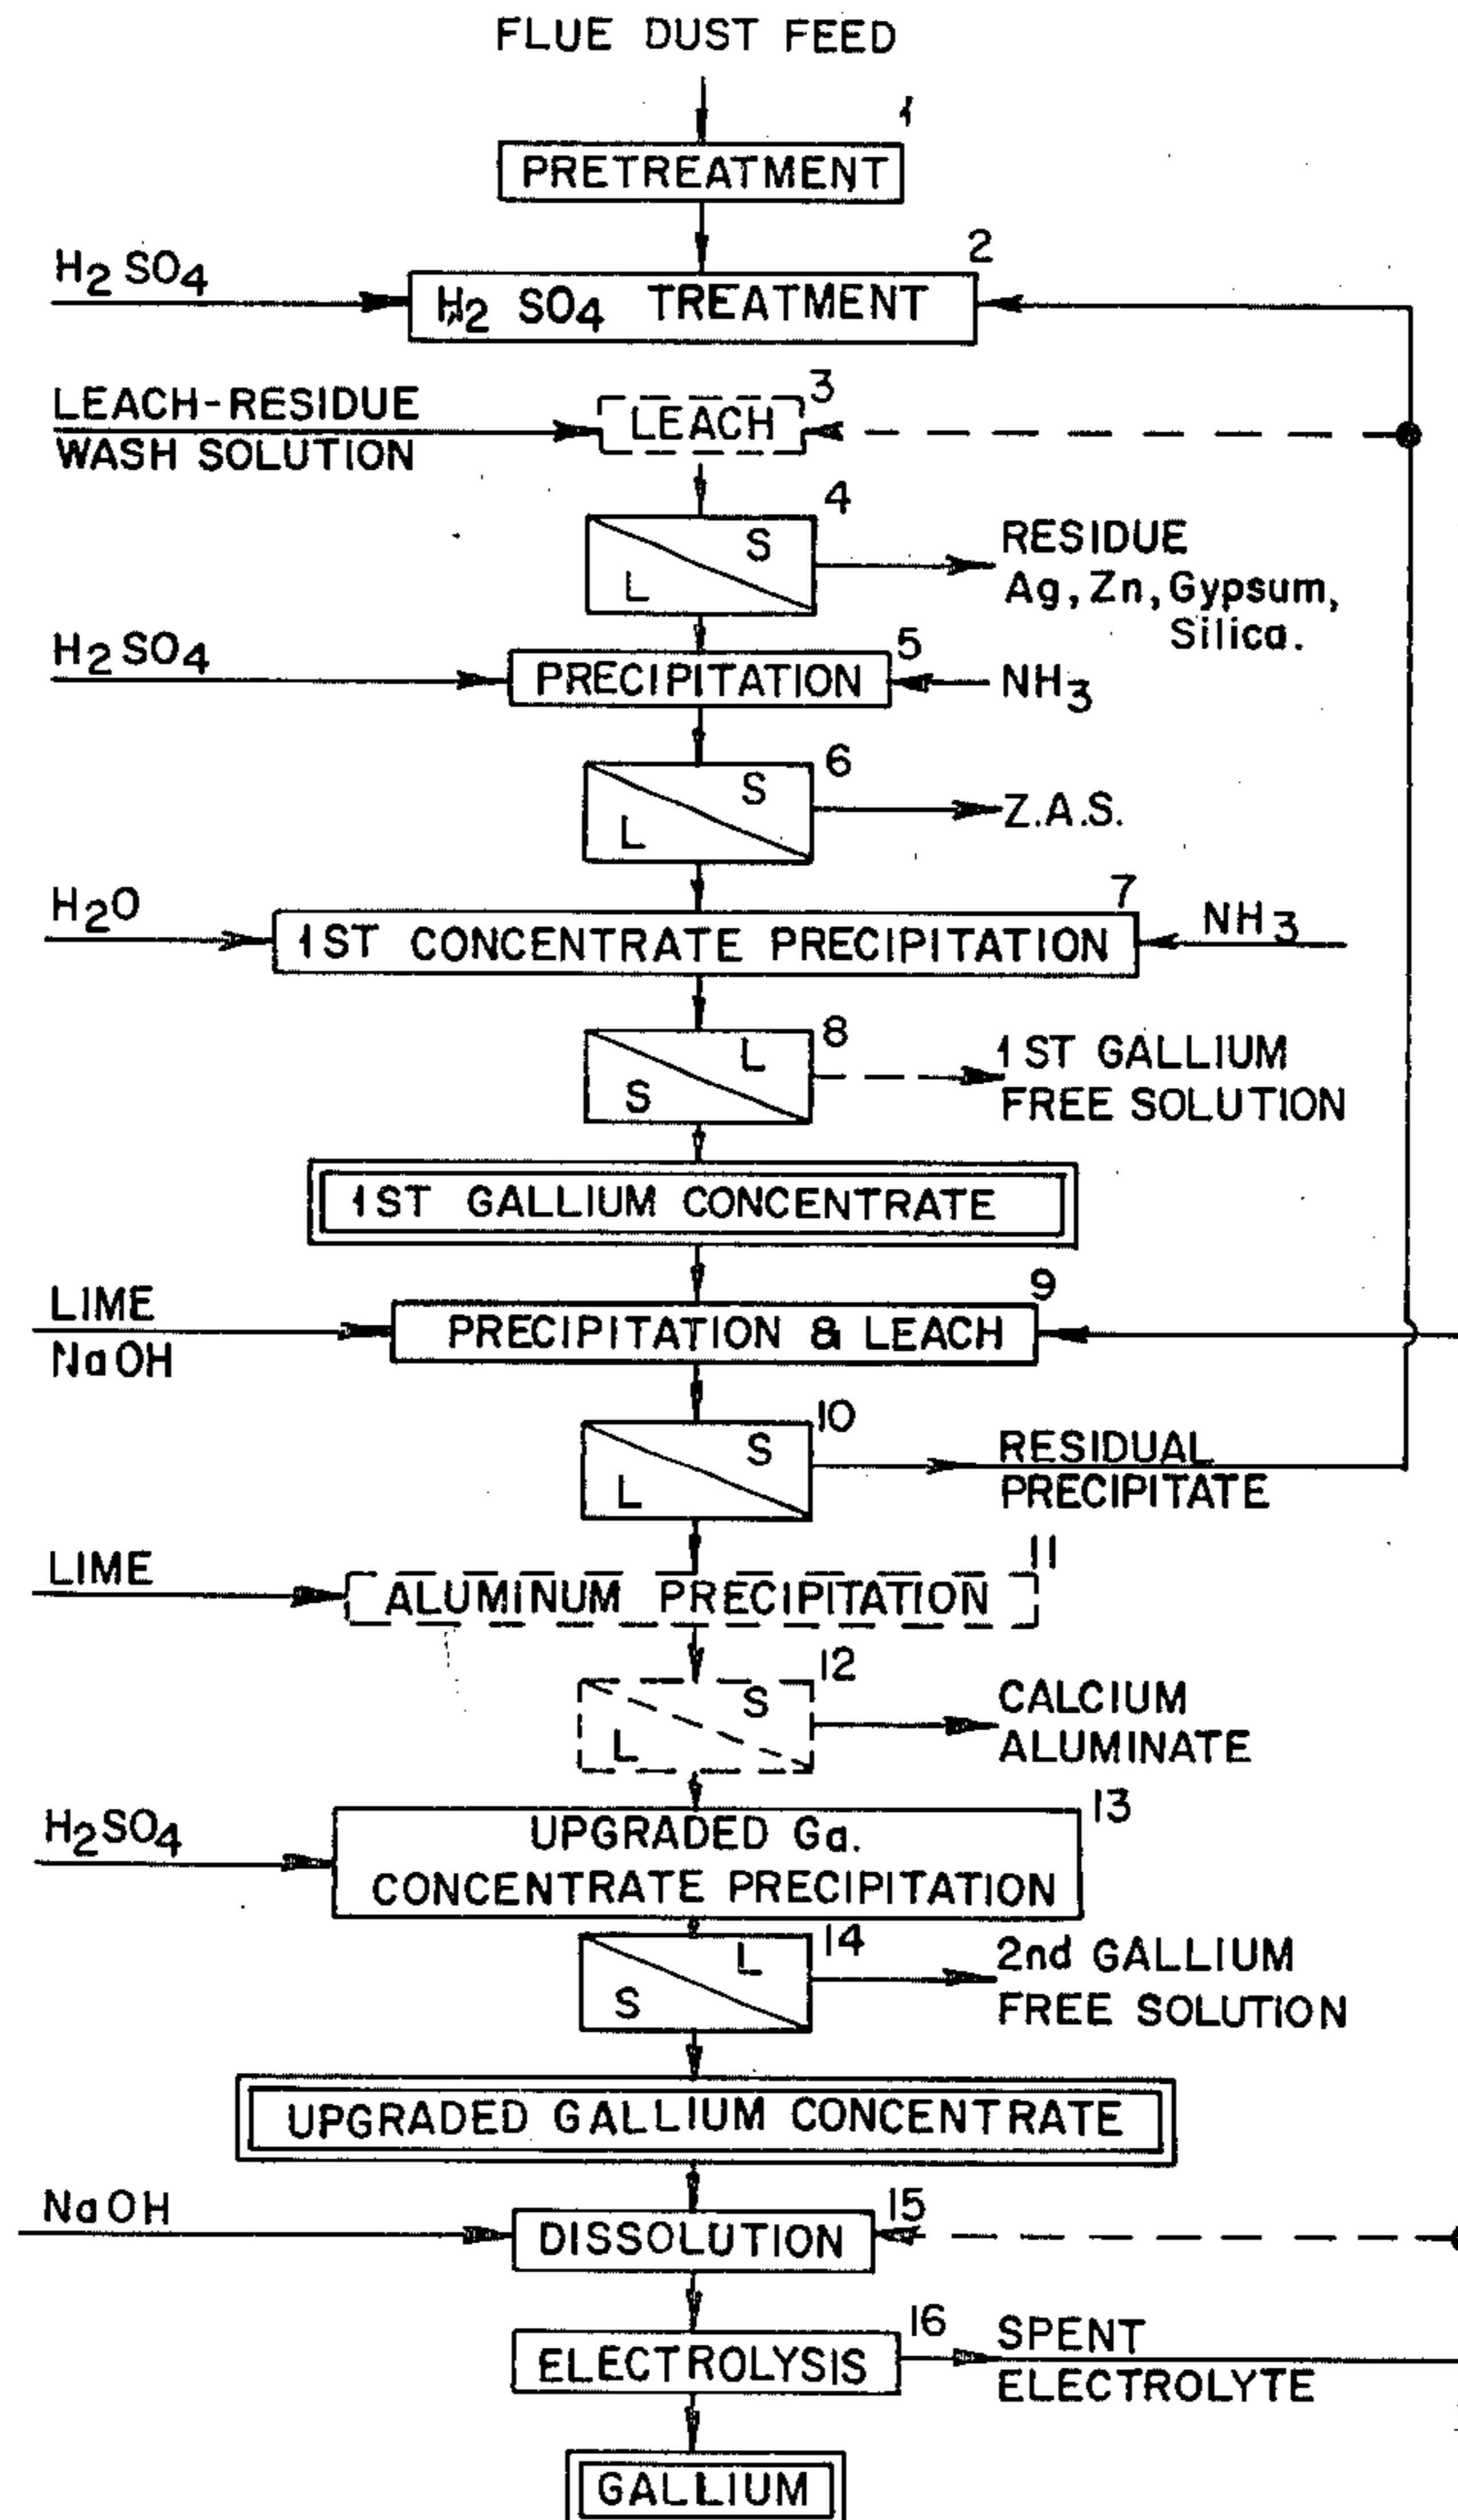 FLUE DUST FEED
1
PRETREATMENT
2
H2 SO4
H2 SO4 TREATMENT
3
LEACH-RESIDUE
WASH SOLUTION
LEACH
4
S
L
RESIDUE
Ag, Zn, Gypsum,
Silica.
H2SO4
5
PRECIPITATION
NH3
6
S
L
Z.A.S.
H2O
7
1ST CONCENTRATE PRECIPITATION
NH3
8
L
S
1ST GALLIUM
FREE SOLUTION
1ST GALLIUM CONCENTRATE
LIME
NaOH
9
PRECIPITATION & LEACH
10
S
L
RESIDUAL
PRECIPITATE
LIME
11
ALUMINUM PRECIPITATION
12
S
L
CALCIUM
ALUMINATE
H2SO4
13
UPGRADED Ga.
CONCENTRATE PRECIPITATION
14
L
S
2nd GALLIUM
FREE SOLUTION
UPGRADED GALLIUM CONCENTRATE
NaOH
15
DISSOLUTION
16
ELECTROLYSIS
SPENT
ELECTROLYTE
GALLIUM